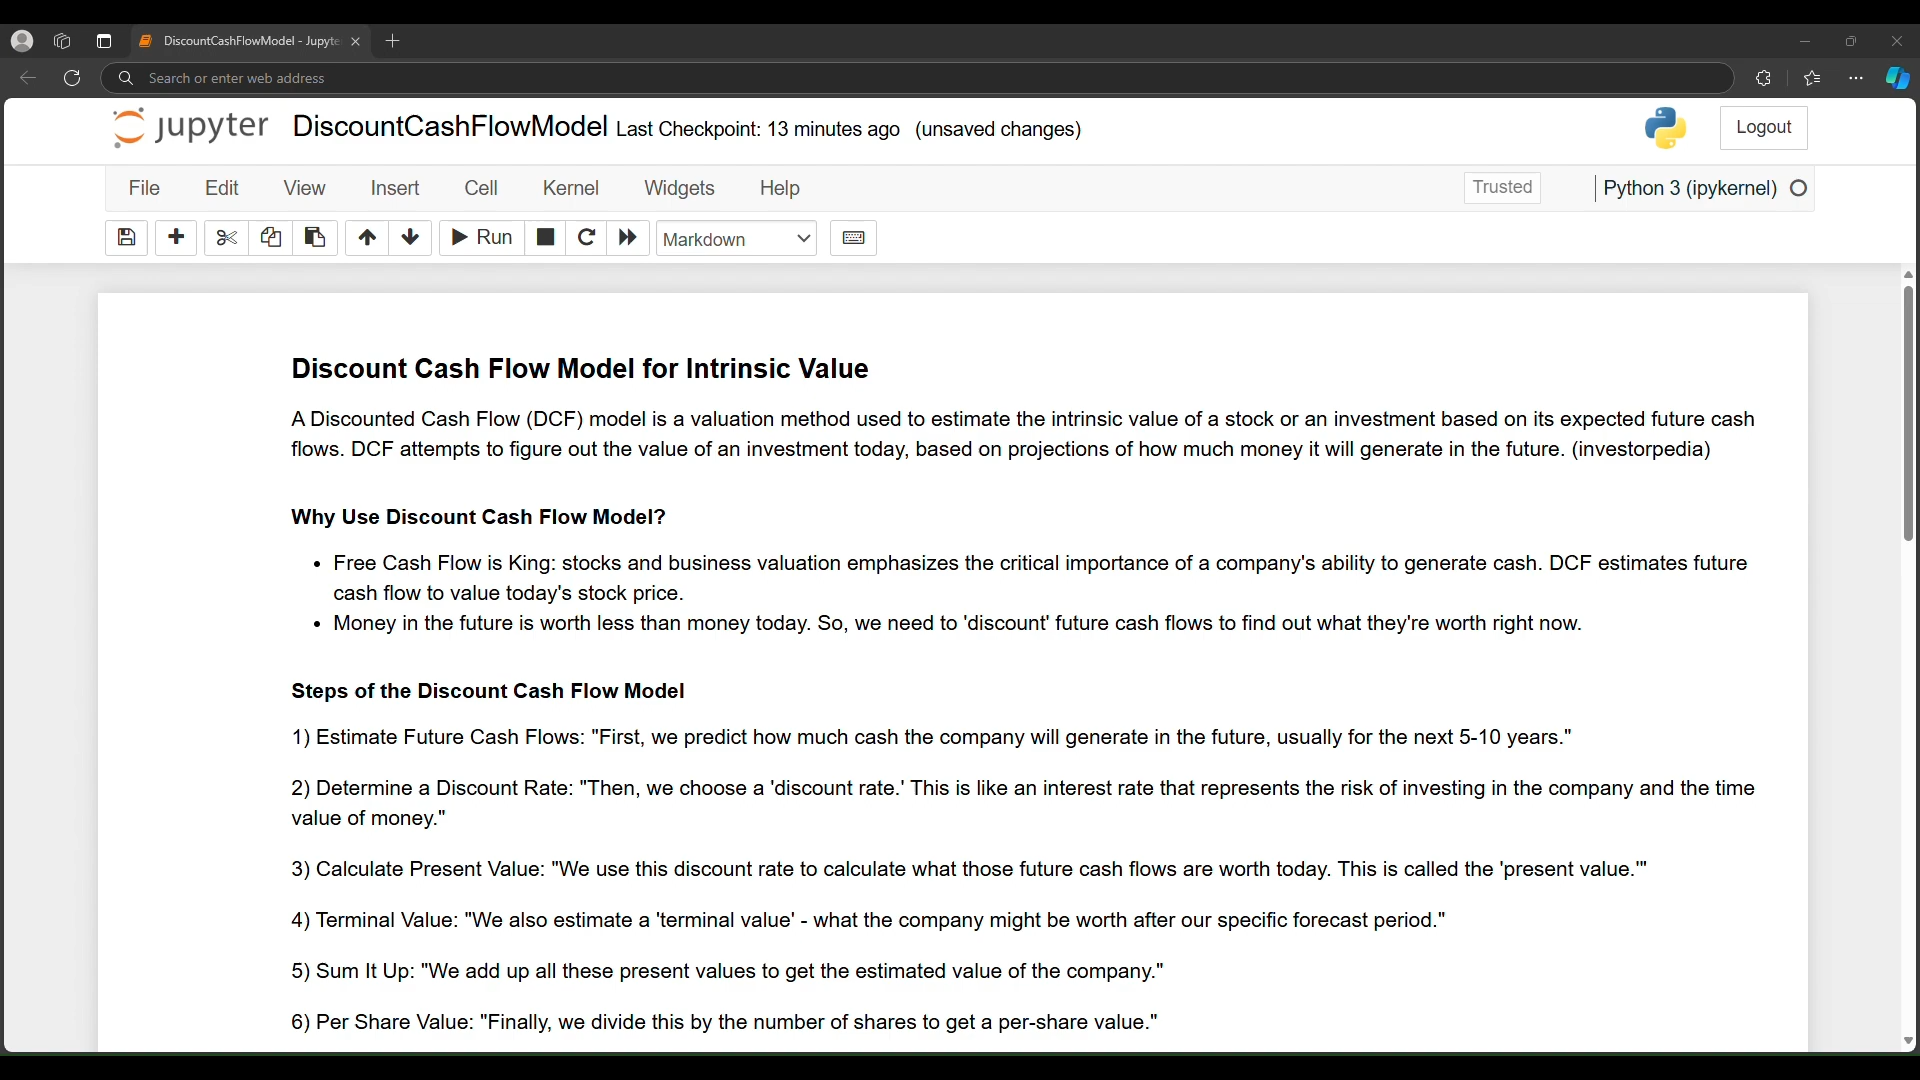 DiscountCashFlowModel - Jupyte
Search or enter web address
jupyter DiscountCashFlowModel Last Checkpoint: 13 minutes ago (unsaved changes) Logout
File Edit View Insert Cell Kernel Widgets Help Trusted Python 3 (ipykernel)
Run Markdown
Discount Cash Flow Model for Intrinsic Value
A Discounted Cash Flow (DCF) model is a valuation method used to estimate the intrinsic value of a stock or an investment based on its expected future cash
flows. DCF attempts to figure out the value of an investment today, based on projections of how much money it will generate in the future. (investorpedia)
Why Use Discount Cash Flow Model?
• Free Cash Flow is King: stocks and business valuation emphasizes the critical importance of a company's ability to generate cash. DCF estimates future
cash flow to value today's stock price.
• Money in the future is worth less than money today. So, we need to 'discount' future cash flows to find out what they're worth right now.
Steps of the Discount Cash Flow Model
1) Estimate Future Cash Flows: "First, we predict how much cash the company will generate in the future, usually for the next 5-10 years."
2) Determine a Discount Rate: "Then, we choose a 'discount rate.' This is like an interest rate that represents the risk of investing in the company and the time
value of money."
3) Calculate Present Value: "We use this discount rate to calculate what those future cash flows are worth today. This is called the 'present value.'"
4) Terminal Value: "We also estimate a 'terminal value' - what the company might be worth after our specific forecast period."
5) Sum It Up: "We add up all these present values to get the estimated value of the company."
6) Per Share Value: "Finally, we divide this by the number of shares to get a per-share value."